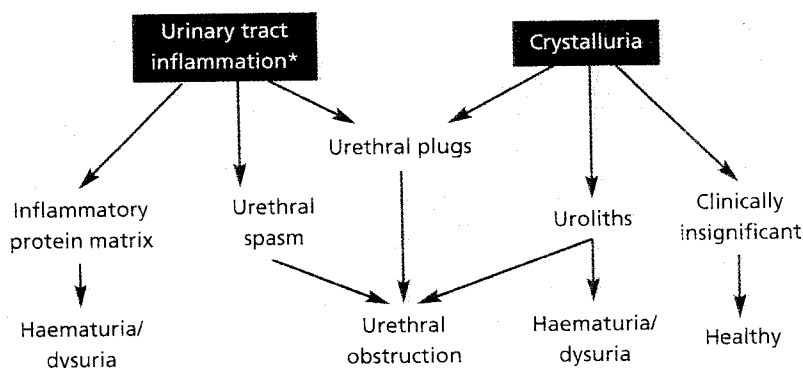 Urinary tract
inflammation*
Crystalluria
Urethral plugs
Inflammatory
protein matrix
Urethral
spasm
Uroliths
Clinically
insignificant
Haematuria/
dysuria
Urethral
obstruction
Haematuria/
dysuria
Healthy